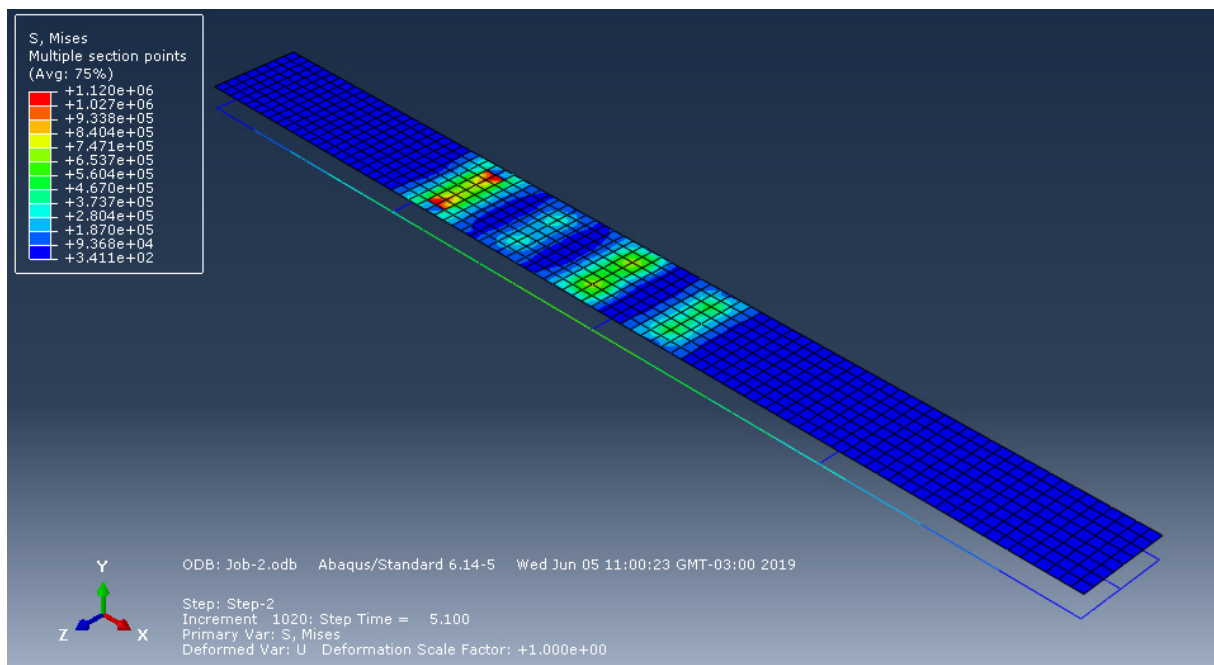 S, Mises
Multiple section points
(Avg: 75%)
+1.120e+06
+1.027e+06
+9.338e+05
+8.404e+05
+7.471e+05
+6.537e+05
+5.604e+05
+4.670e+05
+3.737e+05
+2.804e+05
+1.870e+05
+9.368e+04
+3.411e+02
ODB: Job-2.odb Abaqus/Standard 6.14-5 Wed Jun 05 11:00:23 GMT-03:00 2019
Y
Z X
Step: Step-2
Increment 1020: Step Time = 5.100
Primary Var: S, Mises
Deformed Var: U Deformation Scale Factor: +1.000e+00